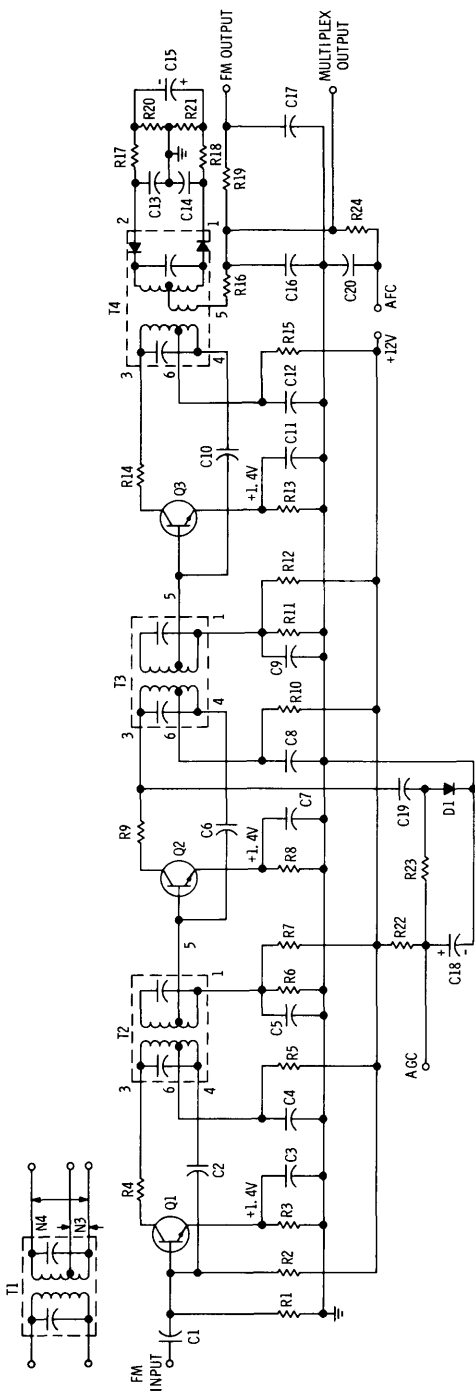 T1
N4
N3
FM INPUT
C1
R1
R2
Q1
R4
C2
+1.4V
R3
C3
3
6
4
T2
1
5
C4
R5
C5
R6
R7
Q2
R9
C6
+1.4V
R8
C7
3
6
4
T3
1
5
C8
R10
C9
R11
R12
AGC
R22
C18
+
-
R23
C19
D1
Q3
R14
C10
+1.4V
R13
C11
3
6
4
T4
2
1
5
C12
R15
+12V
AFC
R16
C16
C20
R24
R17
R18
C13
C14
R20
R21
C15
-
+
R19
C17
FM OUTPUT
MULTIPLEX
OUTPUT